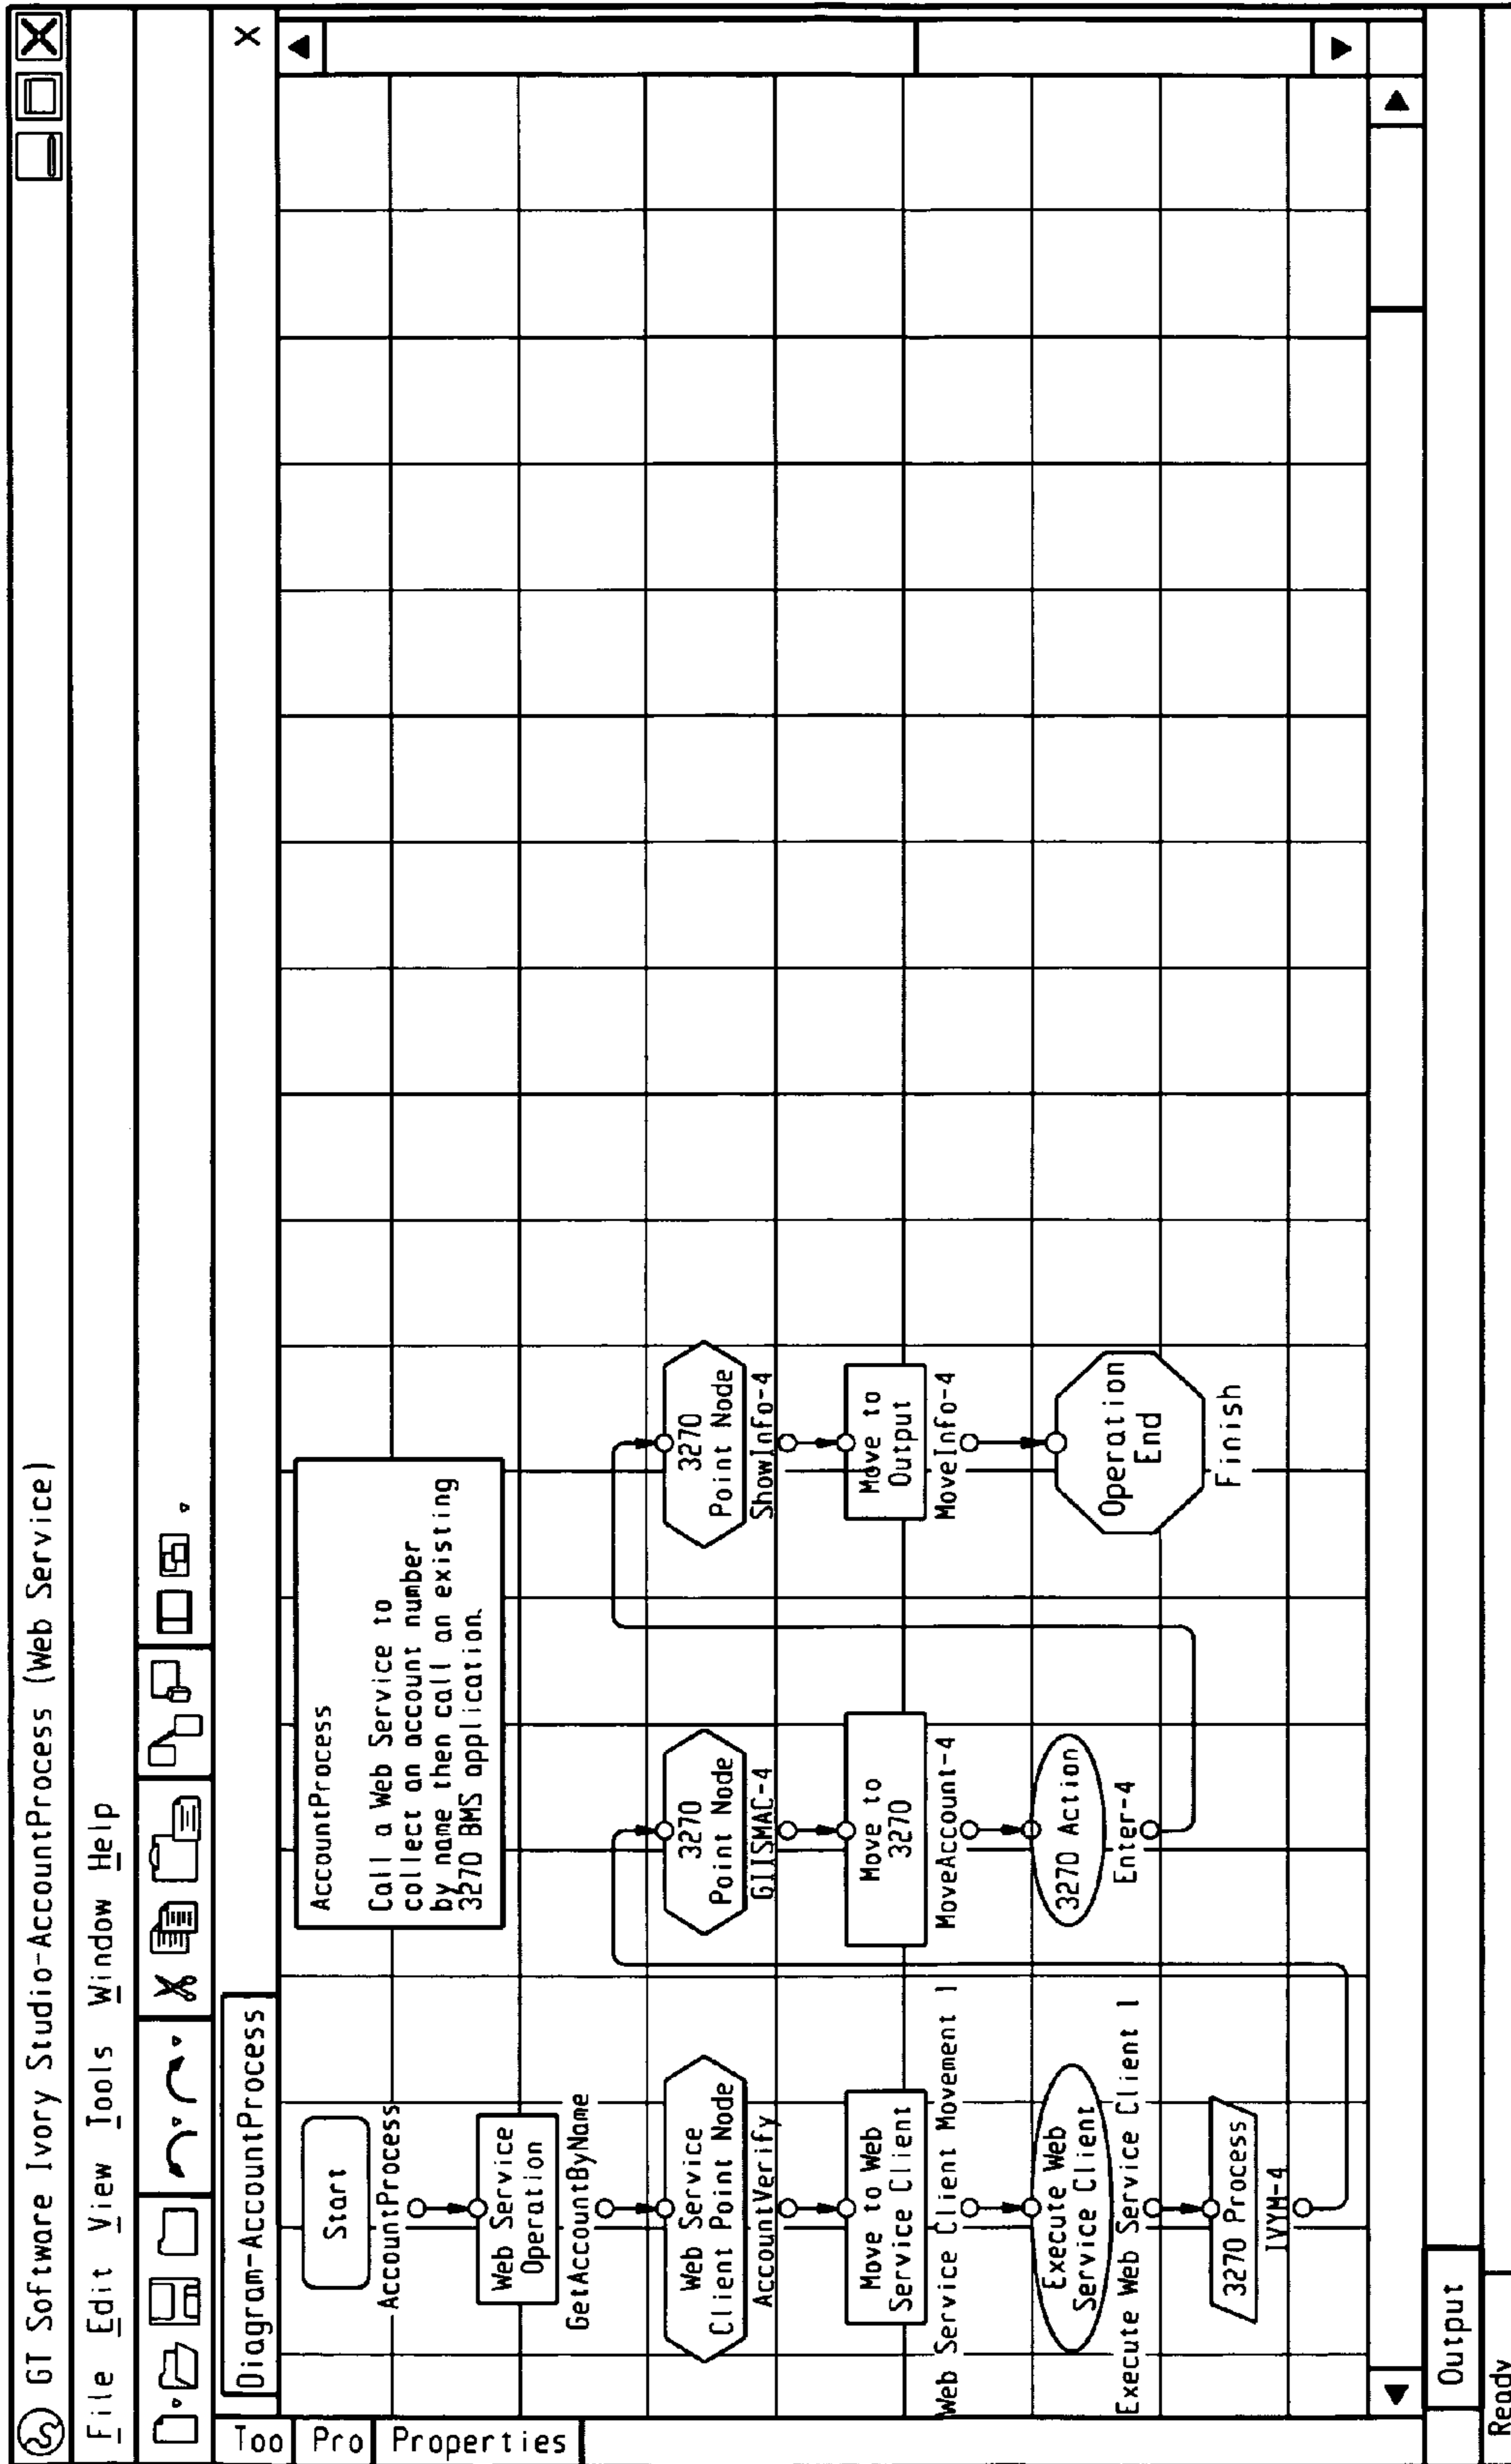 GT Software Ivory Studio-AccountProcess (Web Service)
File Edit View Tools Window Help
Diagram-AccountProcess
X
Too
Pro
Properties
AccountProcess
Call a Web Service to
collect an account number
by name then call an existing
3270 BMS application.
Start
AccountProcess
Web Service
Operation
GetAccountByName
Web Service
Client Point Node
AccountVerify
Move to Web
Service Client
Web Service Client Movement 1
Execute Web
Service Client
Execute Web Service Client 1
3270 Process
IVYM-4
3270
Point Node
GIISMAC-4
Move to
3270
MoveAccount-4
3270 Action
Enter-4
3270
Point Node
ShowInfo-4
Move to
Output
MoveInfo-4
Operation
End
Finish
Output
Ready